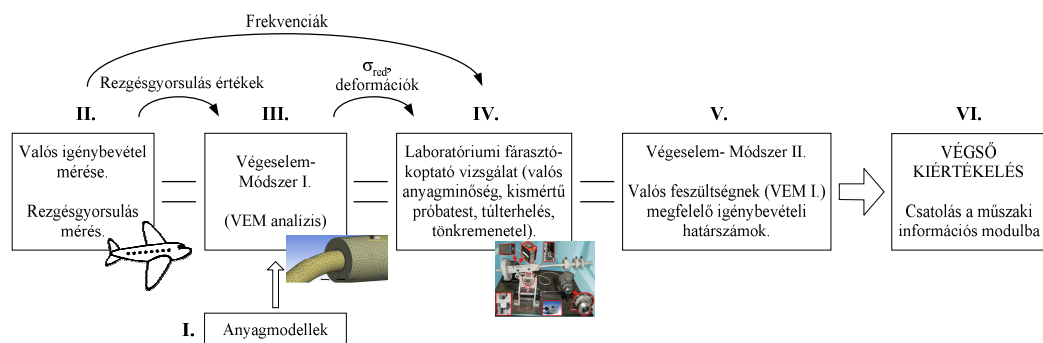 Frekvenciák
Rezgésgyorsulás értékek
σred,
deformációk
II.
III.
IV.
V.
VI.
Valós igénybevétel
mérése.
Rezgésgyorsulás
mérés.
Végeselem-
Módszer I.
(VEM analízis)
Laboratóriumi fárasztó-
koptató vizsgálat (valós
anyagminőség, kismértű
próbatest, túlterhelés,
tönkremenetel).
Végeselem- Módszer II.
Valós feszültségnek (VEM I.)
megfelelő igénybevételi
határszámok.
VÉGSŐ
KIÉRTÉKELÉS
Csatolás a műszaki
információs modulba
I.
Anyagmodellek